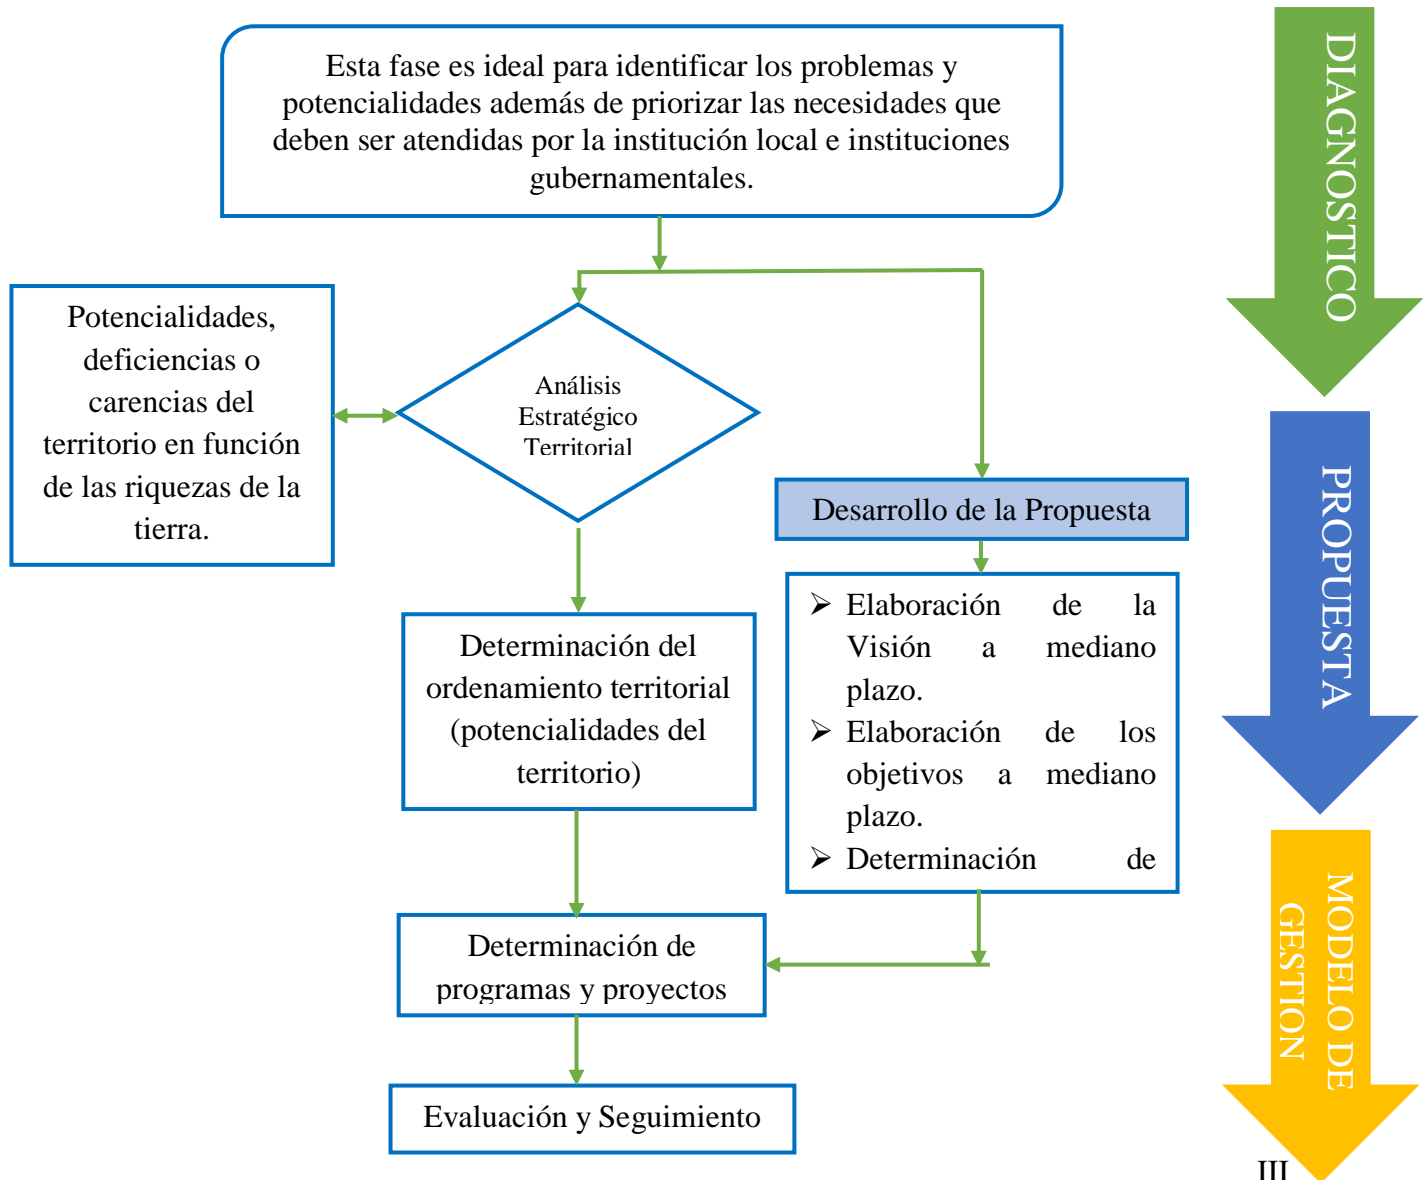 Esta fase es ideal para identificar los problemas y
potencialidades además de priorizar las necesidades que
deben ser atendidas por la institución local e instituciones
gubernamentales.
DIAGNOSTICO
Potencialidades,
deficiencias o
carencias del
territorio en función
de las riquezas de la
tierra.
Análisis
Estratégico
Territorial
Desarrollo de la Propuesta
PROPUESTA
➢ Elaboración de la
Visión a mediano
plazo.
➢ Elaboración de los
objetivos a mediano
plazo.
➢ Determinación de
Determinación del
ordenamiento territorial
(potencialidades del
territorio)
Determinación de
programas y proyectos
MODELO DE
GESTION
Evaluación y Seguimiento
III